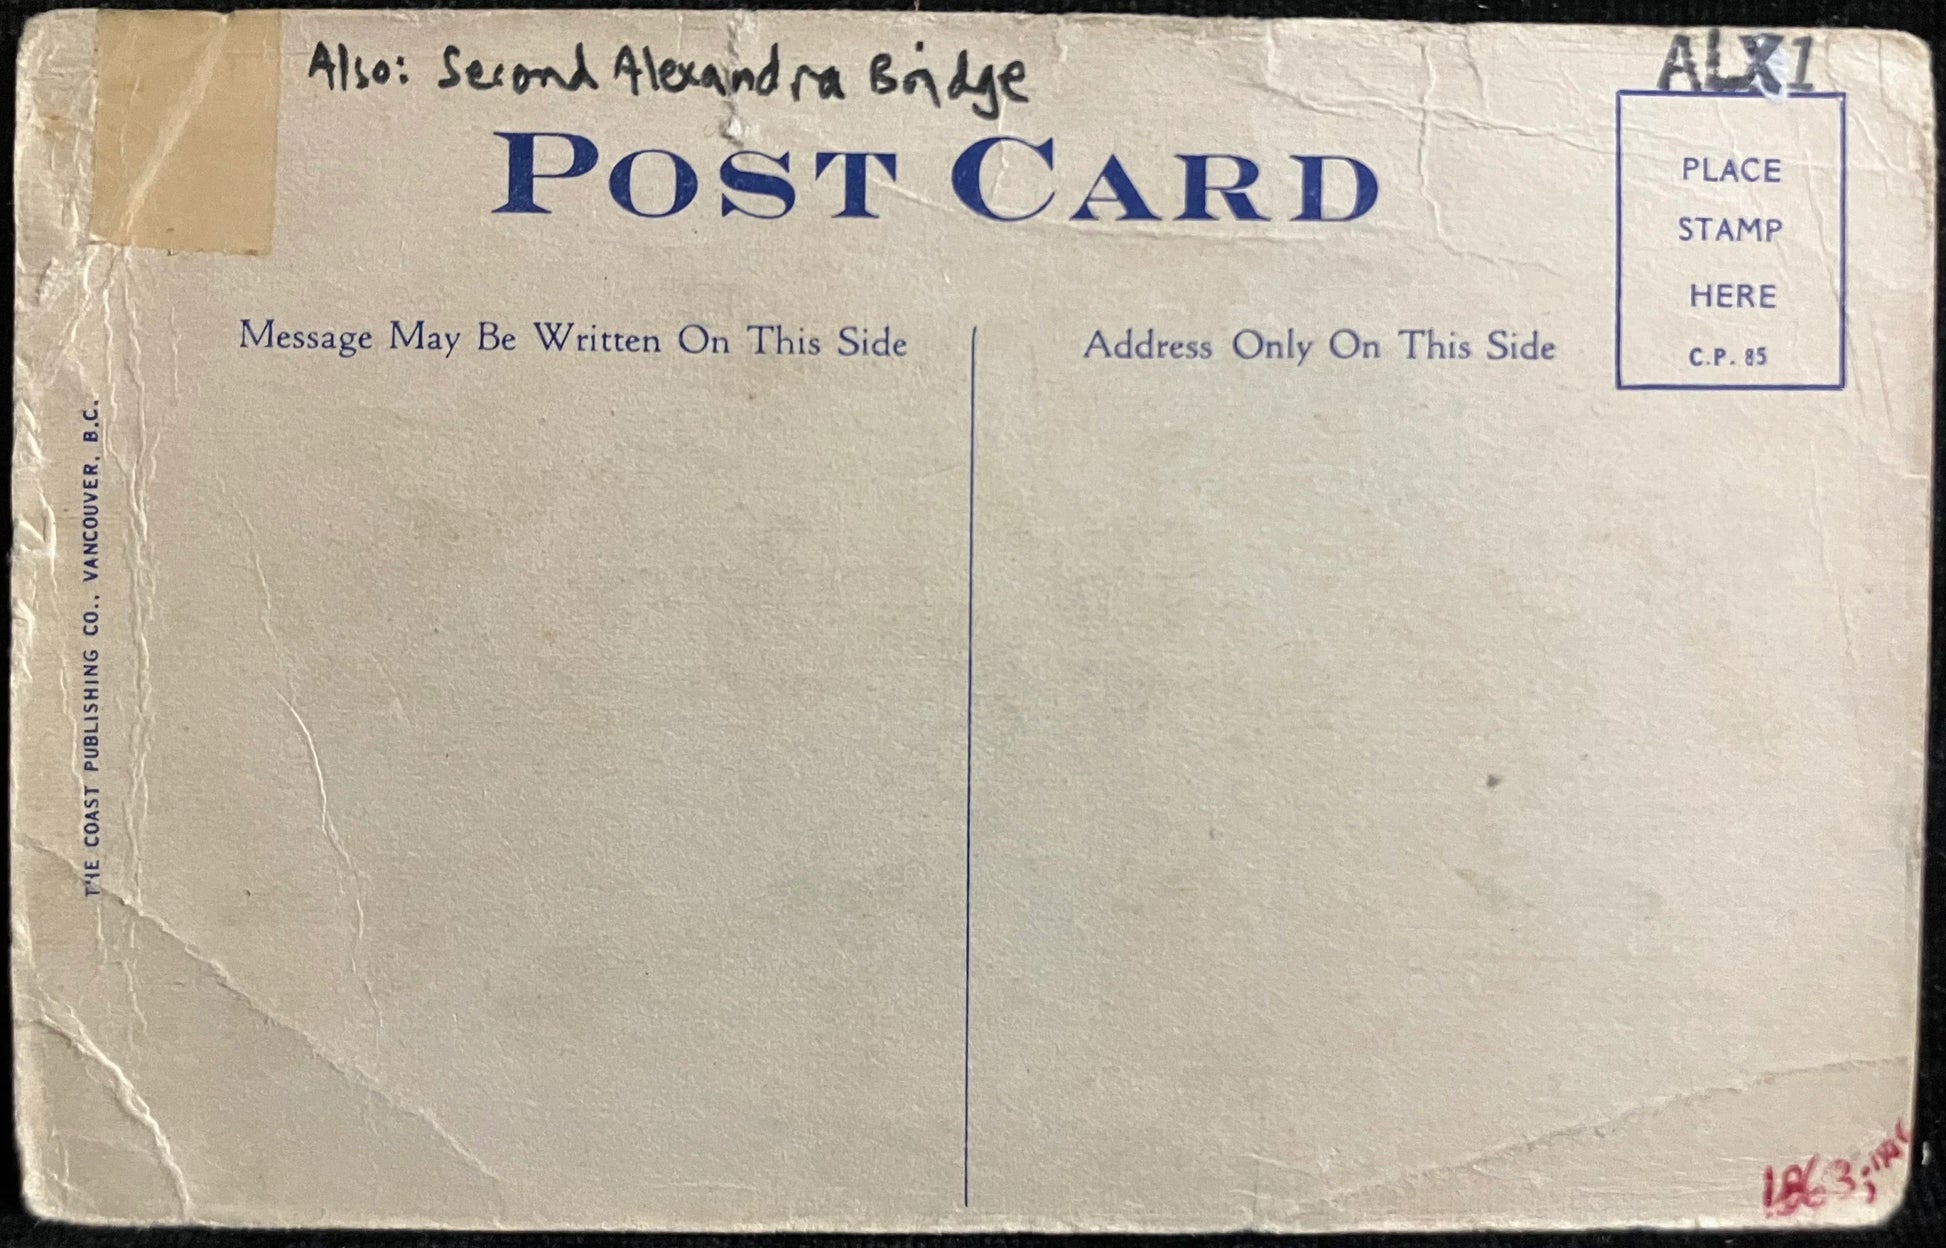 Also: Second Alexandra Bridge
ALX1
POST CARD
PLACE
STAMP
HERE
C.P. 85
Message May Be Written On This Side
Address Only On This Side
THE COAST PUBLISHING CO., VANCOUVER, B.C.
1863;